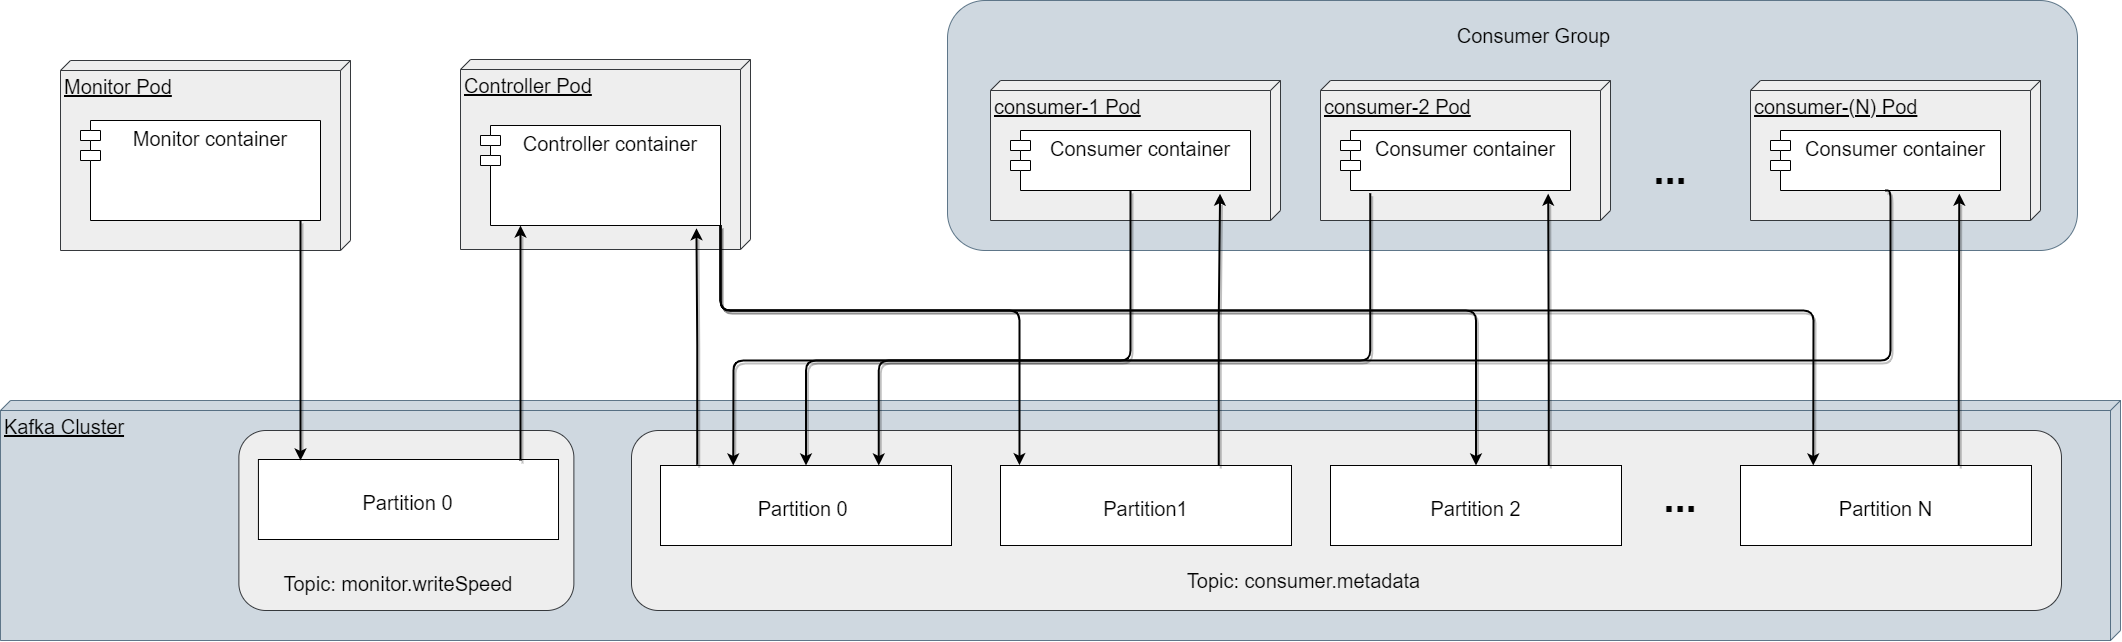 Consumer Group
Monitor Pod
Monitor container
Controller Pod
Controller container
consumer-1 Pod
Consumer container
consumer-2 Pod
Consumer container
...
consumer-(N) Pod
Consumer container
Kafka Cluster
Partition 0
Topic: monitor.writeSpeed
Partition 0
Partition1
Partition 2
...
Partition N
Topic: consumer.metadata